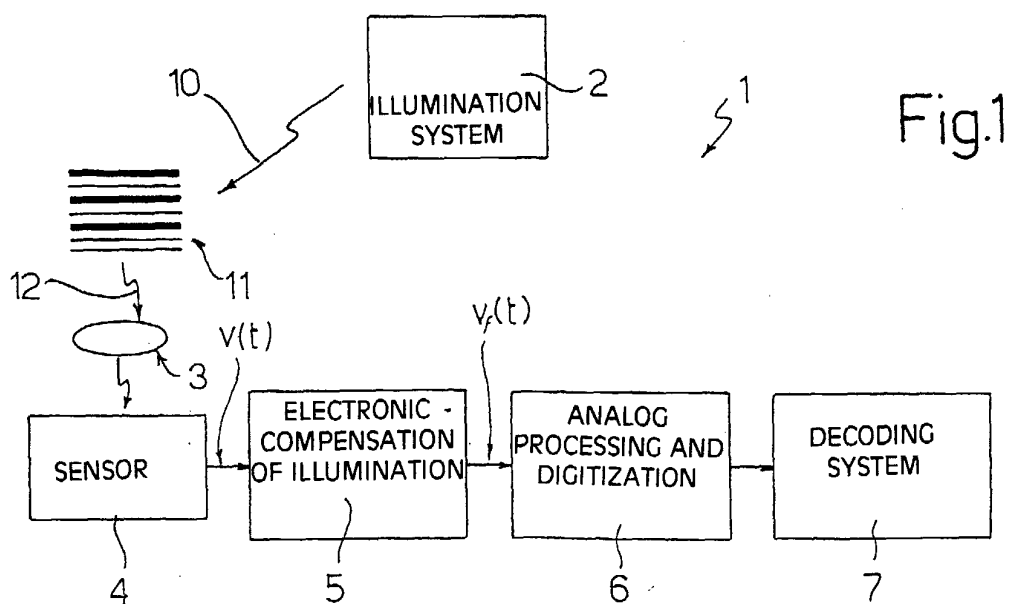 10
ILLUMINATION
SYSTEM
2
1
Fig.1
12
11
3
V(t)
Vf(t)
SENSOR
ELECTRONIC -
COMPENSATION
OF ILLUMINATION
ANALOG
PROCESSING AND
DIGITIZATION
DECODING
SYSTEM
4
5
6
7